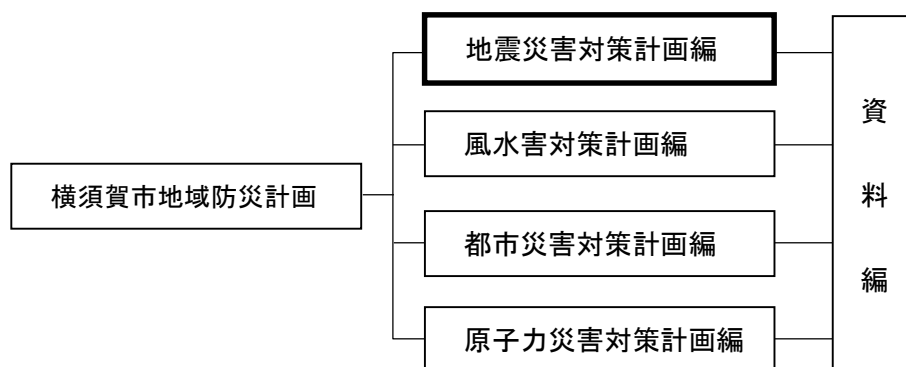 横須賀市地域防災計画
地震災害対策計画編
風水害対策計画編
都市災害対策計画編
原子力災害対策計画編
資料編